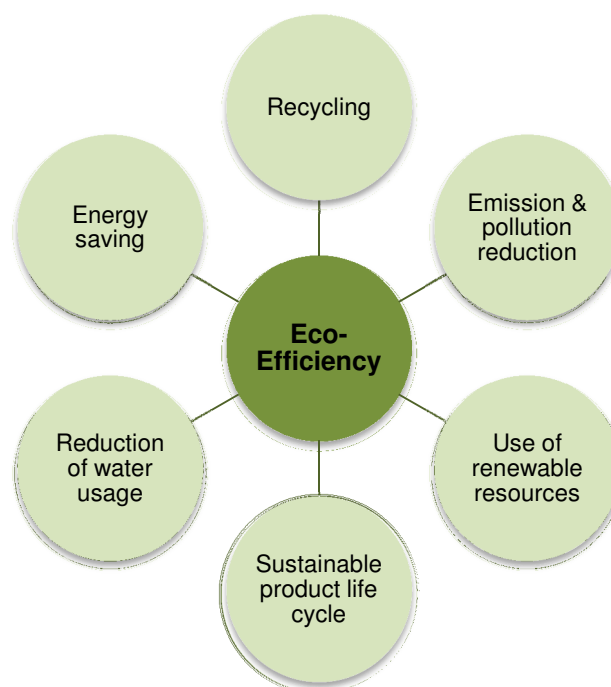 Recycling
Emission &
pollution
reduction
Use of
renewable
resources
Sustainable
product life
cycle
Reduction
of water
usage
Energy
saving
Eco-
Efficiency